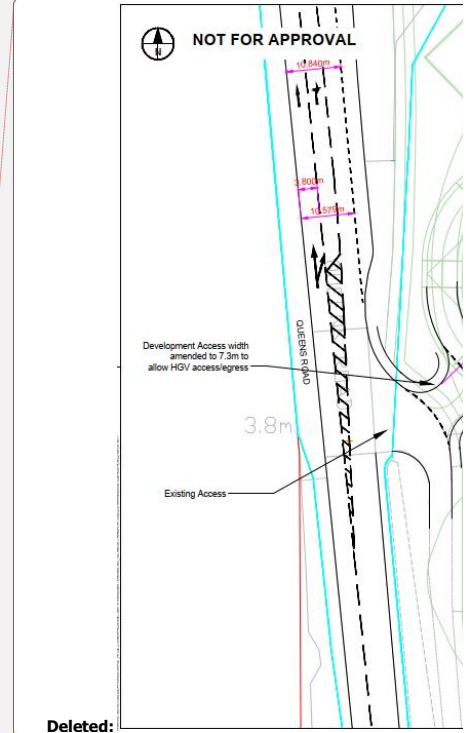 N
NOT FOR APPROVAL
10.840m
3.800m
10.579m
QUEENS ROAD
Development Access width
amended to 7.3m to
allow HGV access/egress
3.8m
Existing Access
Deleted: